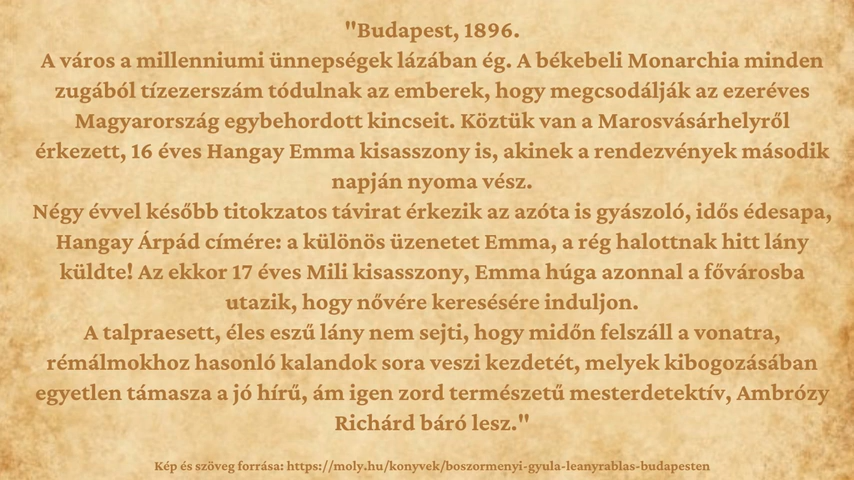 "Budapest, 1896.
A város a millenniumi ünnepségek lázában ég. A békebeli Monarchia minden
zugából tízezerszám tódulnak az emberek, hogy megcsodálják az ezeréves
Magyarország egybehordott kincseit. Köztük van a Marosvásárhelyről
érkezett, 16 éves Hangay Emma kisasszony is, akinek a rendezvények második
napján nyoma vész.
Négy évvel később titokzatos távirat érkezik az azóta is gyászoló, idős édesapa,
Hangay Árpád címére: a különös üzenetet Emma, a rég halottnak hitt lány
küldte! Az ekkor 17 éves Mili kisasszony, Emma húga azonnal a fővárosba
utazik, hogy nővére keresésére induljon.
A talpraesett, éles eszű lány nem sejti, hogy midőn felszáll a vonatra,
rémálmokhoz hasonló kalandok sora veszi kezdetét, melyek kibogozásában
egyetlen támasza a jó hírű, ám igen zord természetű mesterdetektív, Ambrózy
Richárd báró lesz."
Kép és szöveg forrása: https://moly.hu/konyvek/boszormenyi-gyula-leanyrablas-budapesten